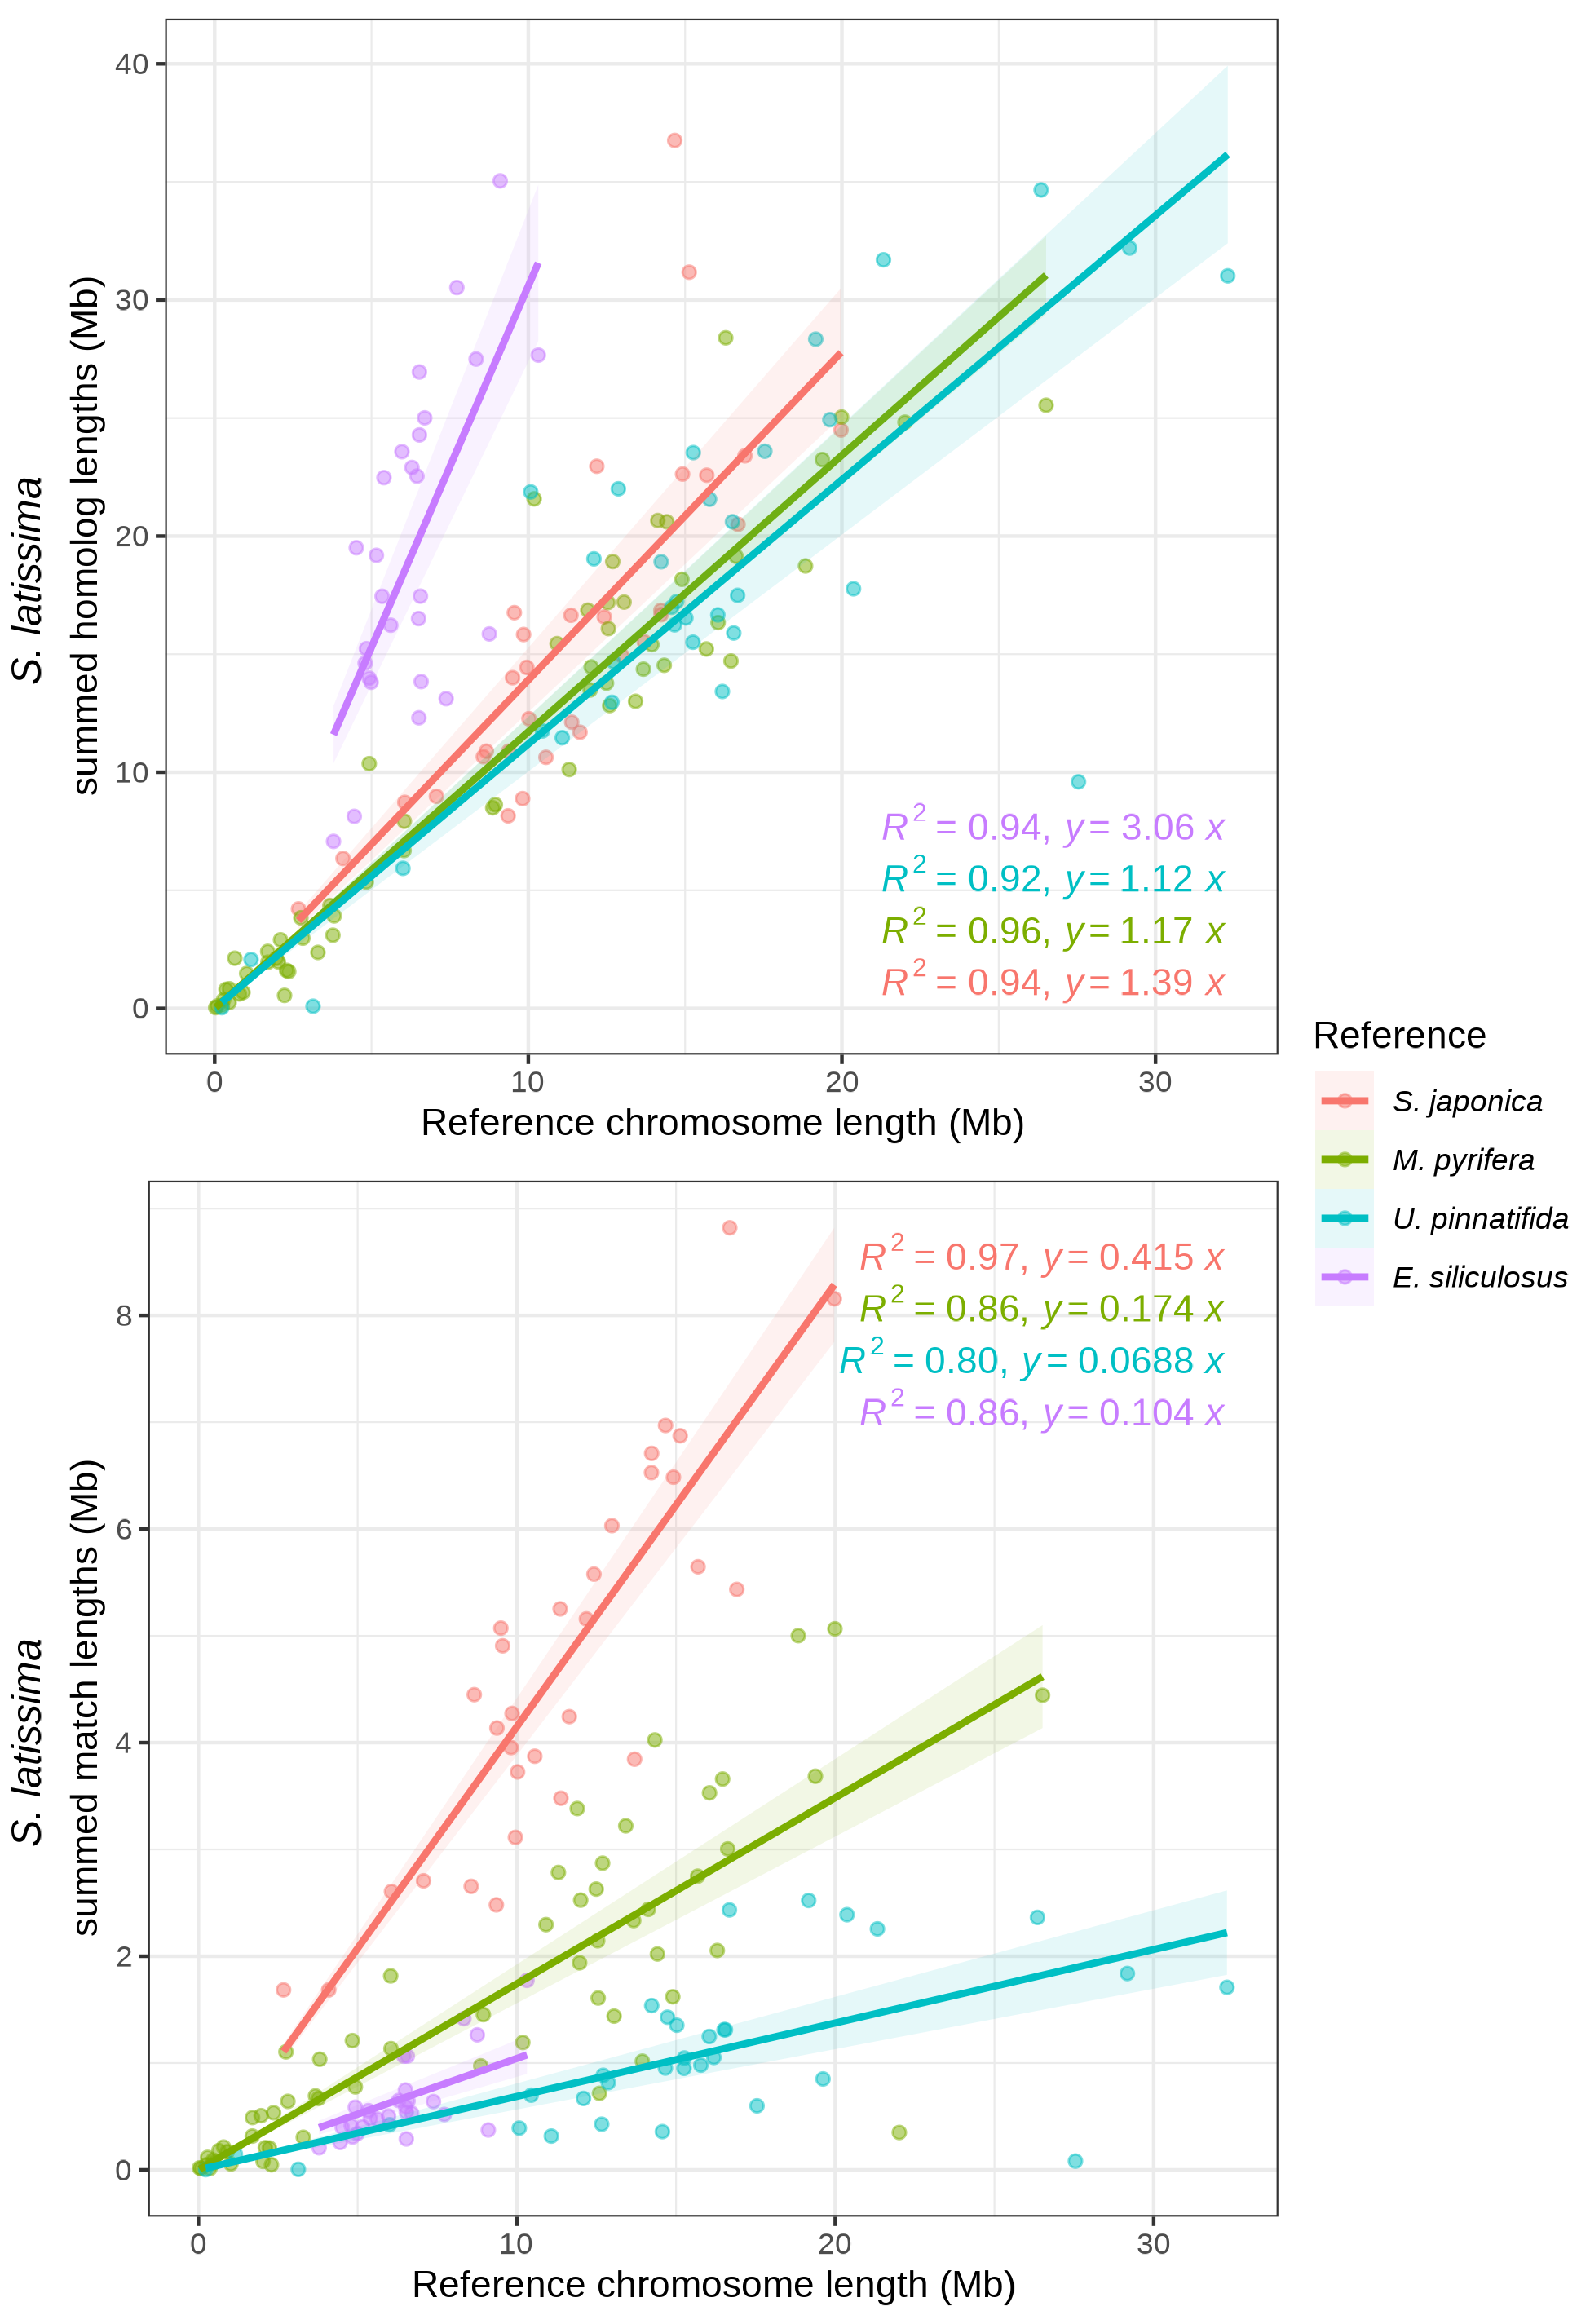 S. latissima
summed homolog lengths (Mb)
40
30
20
10
0
R² = 0.94, y = 3.06 x
R² = 0.92, y = 1.12 x
R² = 0.96, y = 1.17 x
R² = 0.94, y = 1.39 x
0 10 20 30
Reference chromosome length (Mb)
Reference
S. japonica
M. pyrifera
U. pinnatifida
E. siliculosus
S. latissima
summed match lengths (Mb)
8
6
4
2
0
R² = 0.97, y = 0.415 x
R² = 0.86, y = 0.174 x
R² = 0.80, y = 0.0688 x
R² = 0.86, y = 0.104 x
0 10 20 30
Reference chromosome length (Mb)